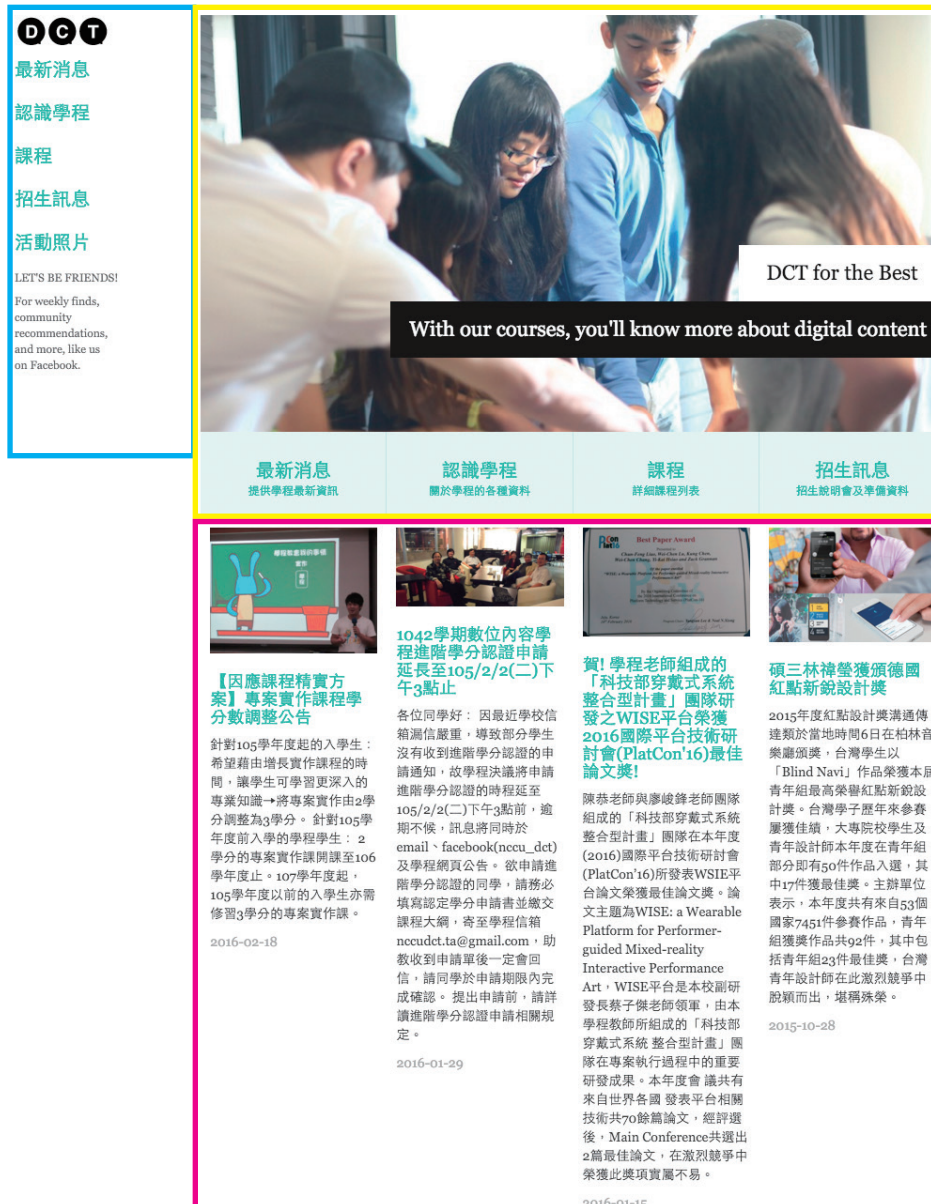 DCT
最新消息
認識學程
課程
招生訊息
活動照片
LET'S BE FRIENDS!
For weekly finds,
community
recommendations,
and more, like us
on Facebook.
DCT for the Best
With our courses, you'll know more about digital content
最新消息
提供學程最新資訊
認識學程
關於學程的各種資料
課程
詳細課程列表
招生訊息
招生說明會及準備資料
【因應課程精實方
案】專案實作課程學
分數調整公告
針對105學年度起的入學生：
希望藉由增長實作課程的時
間，讓學生可學習更深入的
專業知識→將專案實作由2學
分調整為3學分。 針對105學
年度前入學的學程學生： 2
學分的專案實作課開課至106
學年度止。107學年度起，
105學年度以前的入學生亦需
修習3學分的專案實作課。
2016-02-18
1042學期數位內容學
程進階學分認證申請
延長至105/2/2(二)下
午3點止
各位同學好： 因最近學校信
箱漏信嚴重，導致部分學生
沒有收到進階學分認證的申
請通知，故學程決議將申請
進階學分認證的時程延至
105/2/2(二)下午3點前，逾
期不候，訊息將同時於
email、facebook(nccu_dct)
及學程網頁公告。 欲申請進
階學分認證的同學，請務必
填寫認定學分申請書並繳交
課程大綱，寄至學程信箱
nccudct.ta@gmail.com，助
教收到申請單後一定會回
信，請同學於申請期限內完
成確認。 提出申請前，請詳
讀進階學分認證申請相關規
定。
2016-01-29
Best Paper Award
賀! 學程老師組成的
「科技部穿戴式系統
整合型計畫」團隊研
發之WISE平台榮獲
2016國際平台技術研
討會(PlatCon'16)最佳
論文獎!
陳恭老師與廖峻鋒老師團隊
組成的「科技部穿戴式系統
整合型計畫」團隊在本年度
(2016)國際平台技術研討會
(PlatCon'16)所發表WSIE平
台論文榮獲最佳論文獎。論
文主題為WISE: a Wearable
Platform for Performer-
guided Mixed-reality
Interactive Performance
Art，WISE平台是本校副研
發長蔡子傑老師領軍，由本
學程教師所組成的「科技部
穿戴式系統 整合型計畫」團
隊在專案執行過程中的重要
研發成果。本年度會 議共有
來自世界各國 發表平台相關
技術共70餘篇論文，經評選
後，Main Conference共選出
2篇最佳論文，在激烈競爭中
榮獲此獎項實屬不易。
2016-01-15
碩三林禕瑩獲頒德國
紅點新銳設計獎
2015年度紅點設計獎溝通傳
達類於當地時間6日在柏林音
樂廳頒獎，台灣學生以
「Blind Navi」作品榮獲本屆
青年組最高榮譽紅點新銳設
計獎。台灣學子歷年來參賽
屢獲佳績，大專院校學生及
青年設計師本年度在青年組
部分即有50件作品入選，其
中17件獲最佳獎。主辦單位
表示，本年度共有來自53個
國家7451件參賽作品，青年
組獲獎作品共92件，其中包
括青年組23件最佳獎，台灣
青年設計師在此激烈競爭中
脫穎而出，堪稱殊榮。
2015-10-28